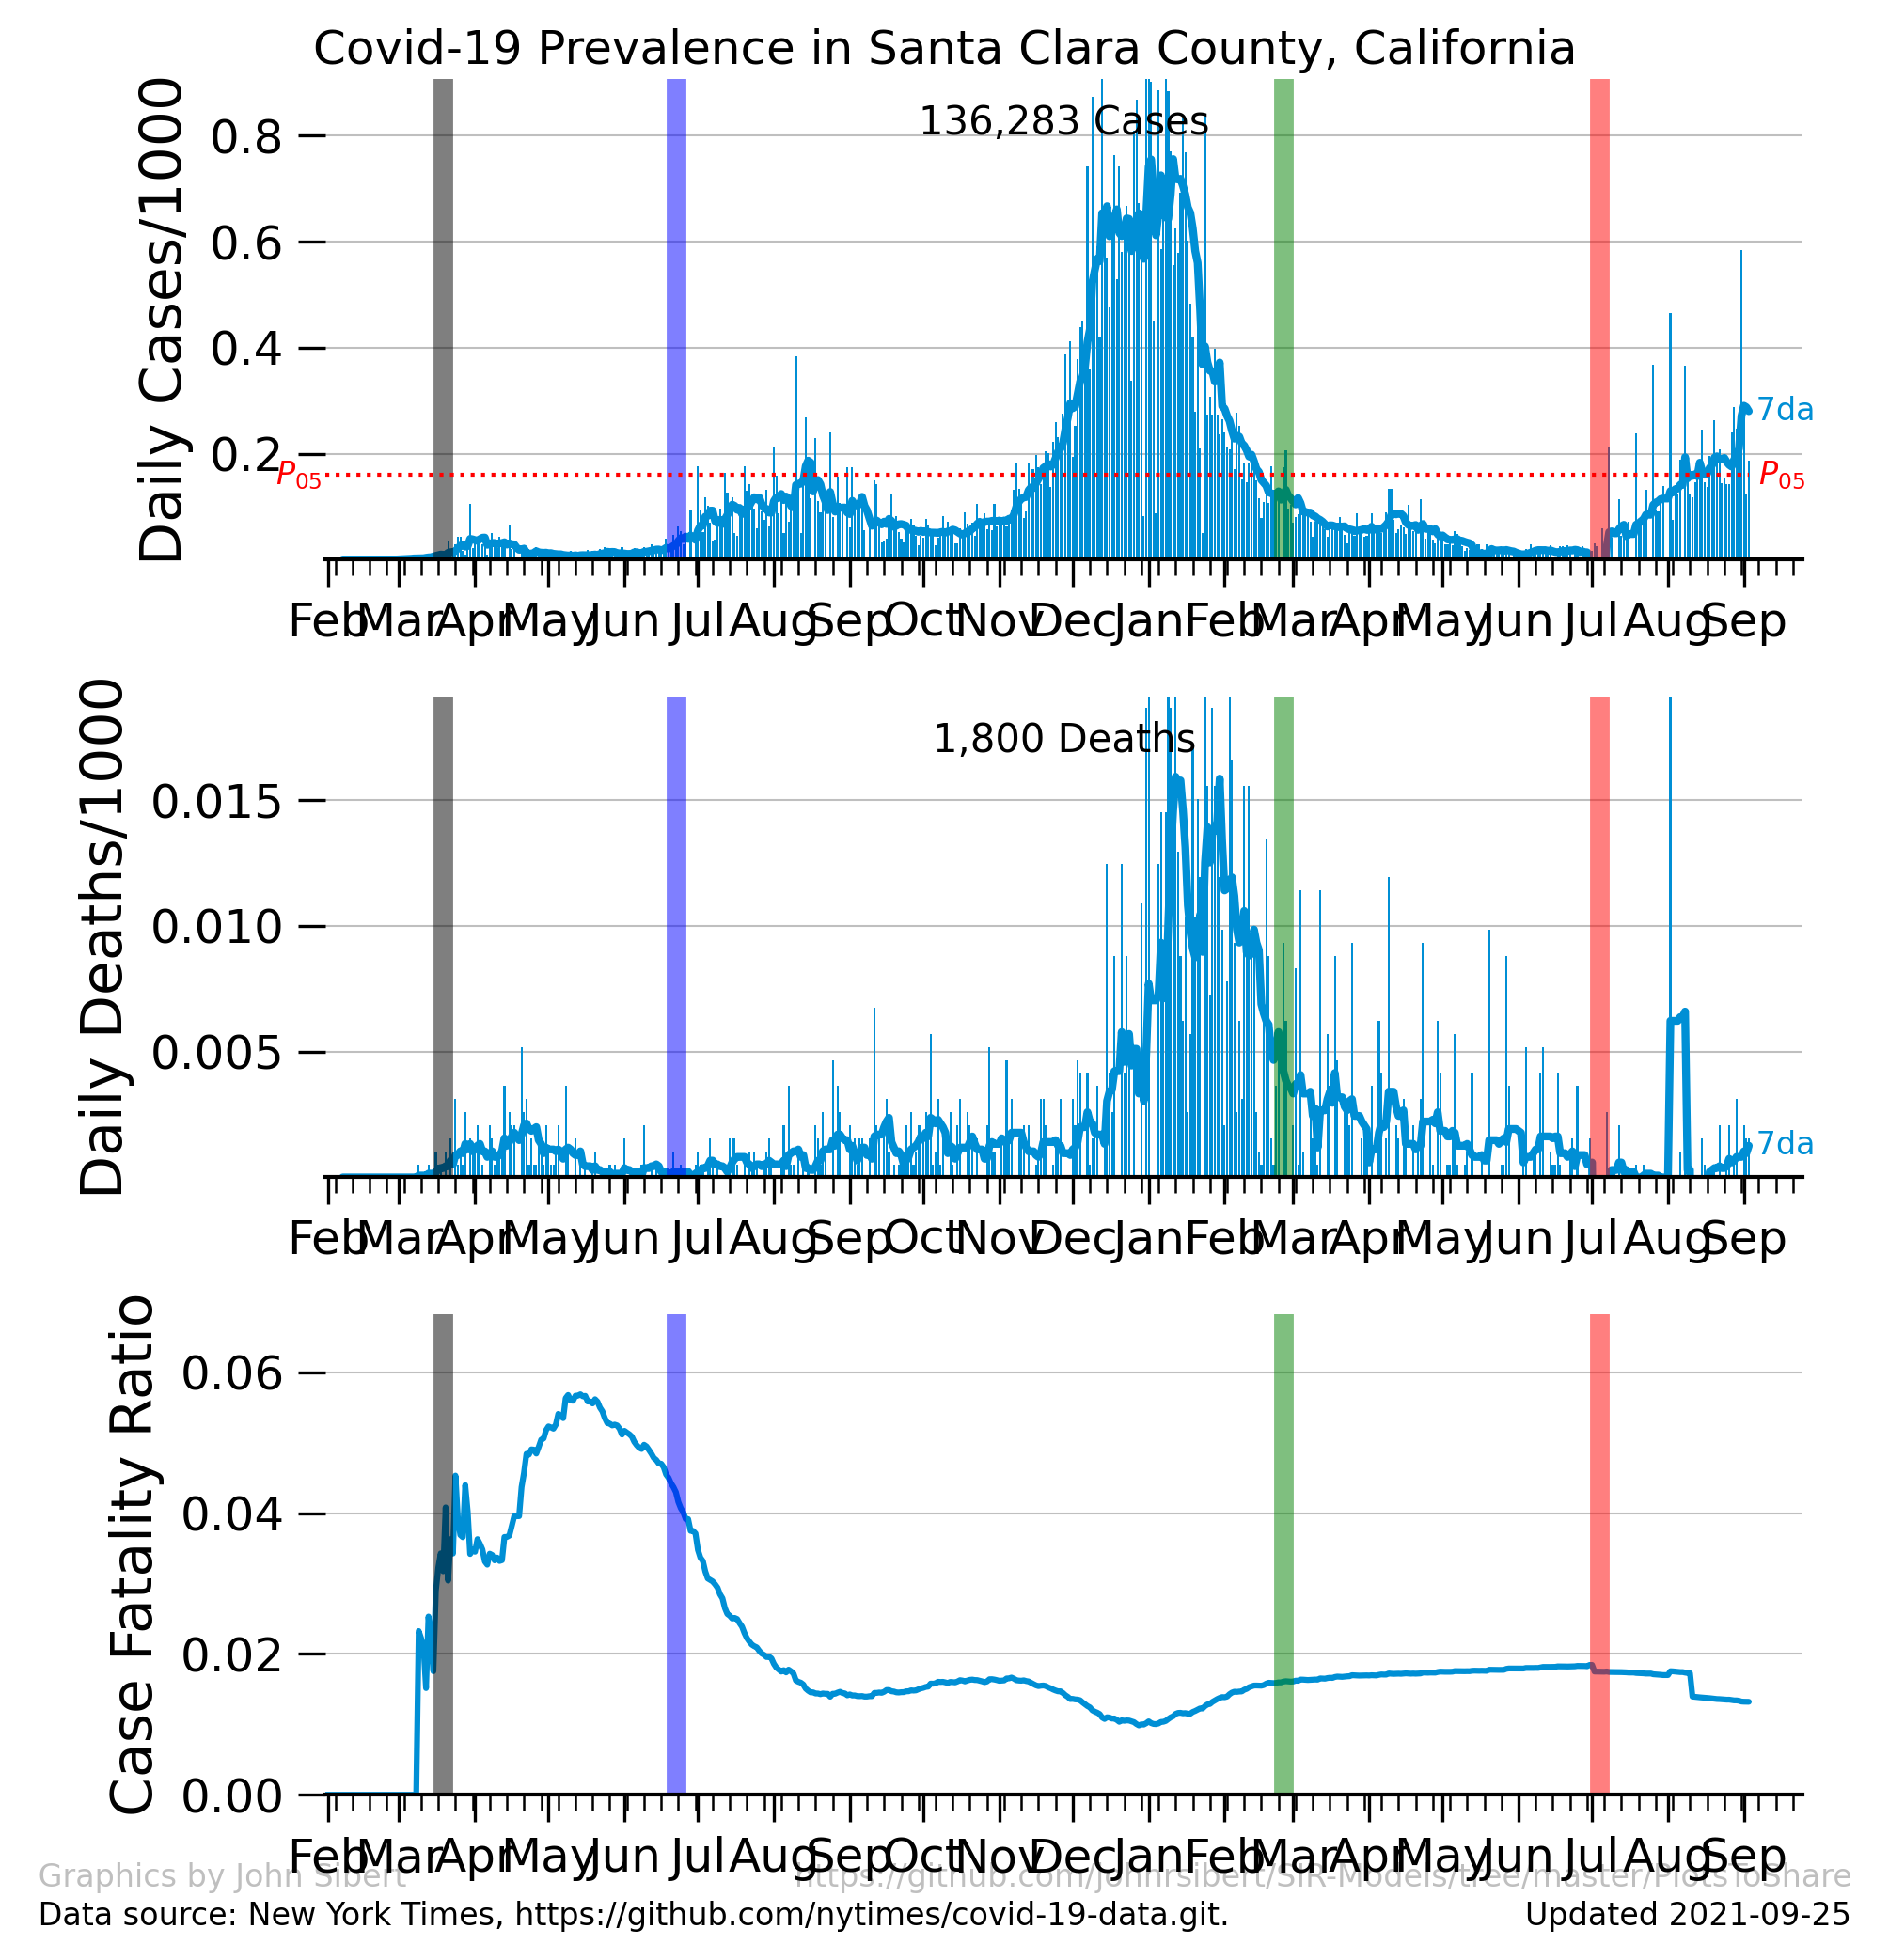 Covid-19 Prevalence in Santa Clara County, California
136,283 Cases
Daily Cases/1000
0.8
0.6
0.4
0.2
P05
7da
P05
Feb Mar Apr May Jun Jul Aug Sep Oct Nov Dec Jan Feb Mar Apr May Jun Jul Aug Sep
1,800 Deaths
Daily Deaths/1000
0.015
0.010
0.005
7da
Feb Mar Apr May Jun Jul Aug Sep Oct Nov Dec Jan Feb Mar Apr May Jun Jul Aug Sep
Case Fatality Ratio
0.06
0.04
0.02
0.00
Feb Mar Apr May Jun Jul Aug Sep Oct Nov Dec Jan Feb Mar Apr May Jun Jul Aug Sep
Graphics by John Sibert https://github.com/johnrsibert/SIR-Models/tree/master/PlotsToShare
Data source: New York Times, https://github.com/nytimes/covid-19-data.git. Updated 2021-09-25